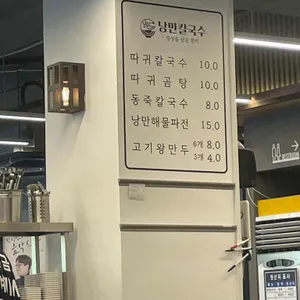 낭만칼국수
따귀칼국수 10.0
따귀곰탕 10.0
동죽칼국수 8.0
낭만해물파전 15.0
고기왕만두 6개 8.0
3개 4.0